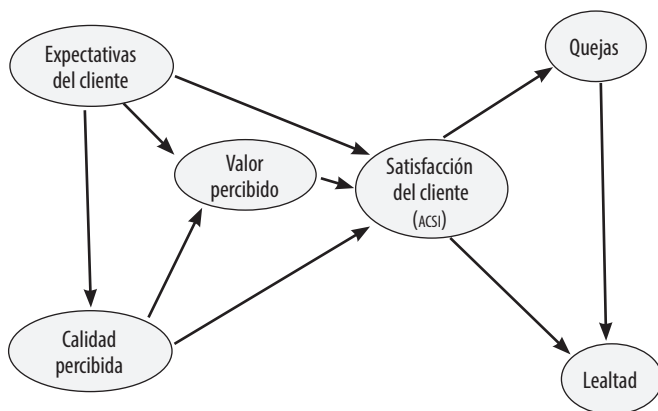 Expectativas
del cliente
Quejas
Valor
percibido
Satisfacción
del cliente
(ACSI)
Calidad
percibida
Lealtad